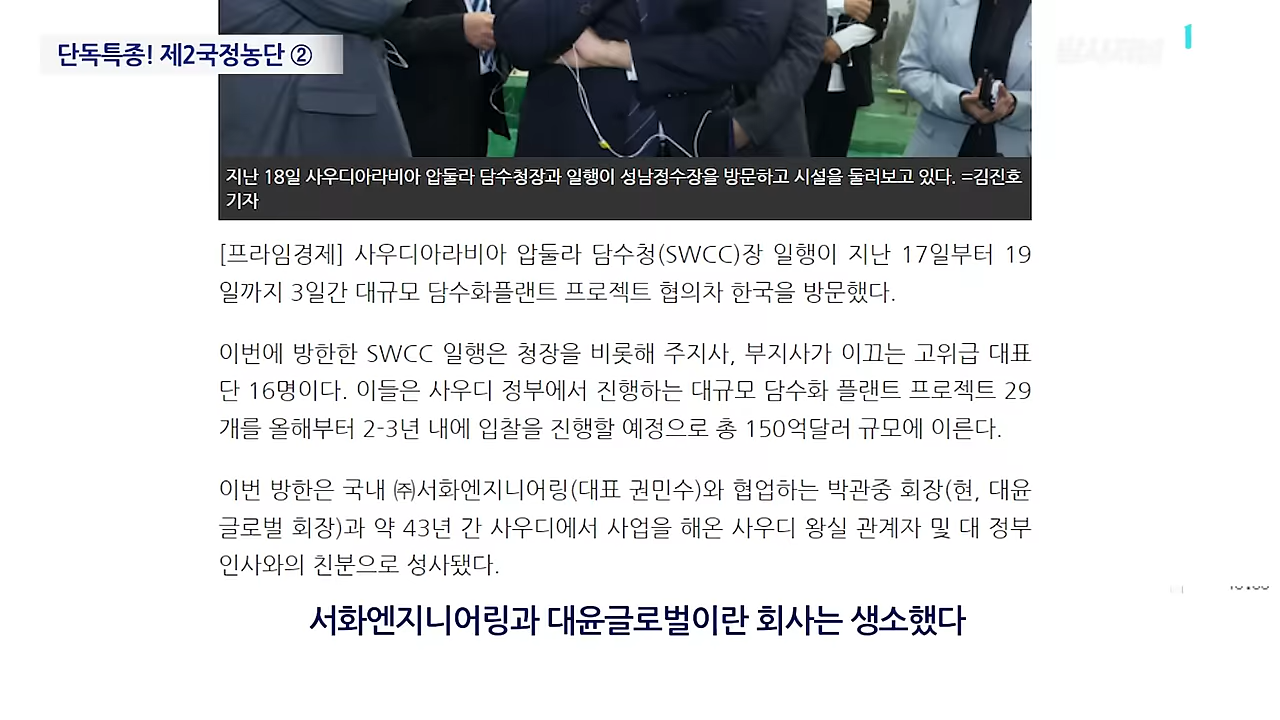 단독특종! 제2국정농단 ②
1
지난 18일 사우디아라비아 압둘라 담수청장과 일행이 성남정수장을 방문하고 시설을 둘러보고 있다. =김진호
기자
[프라임경제] 사우디아라비아 압둘라 담수청(SWCC)장 일행이 지난 17일부터 19
일까지 3일간 대규모 담수화플랜트 프로젝트 협의차 한국을 방문했다.
이번에 방한한 SWCC 일행은 청장을 비롯해 주지사, 부지사가 이끄는 고위급 대표
단 16명이다. 이들은 사우디 정부에서 진행하는 대규모 담수화 플랜트 프로젝트 29
개를 올해부터 2-3년 내에 입찰을 진행할 예정으로 총 150억달러 규모에 이른다.
이번 방한은 국내 ㈜서화엔지니어링(대표 권민수)와 협업하는 박관중 회장(현, 대윤
글로벌 회장)과 약 43년 간 사우디에서 사업을 해온 사우디 왕실 관계자 및 대 정부
인사와의 친분으로 성사됐다.
서화엔지니어링과 대윤글로벌이란 회사는 생소했다